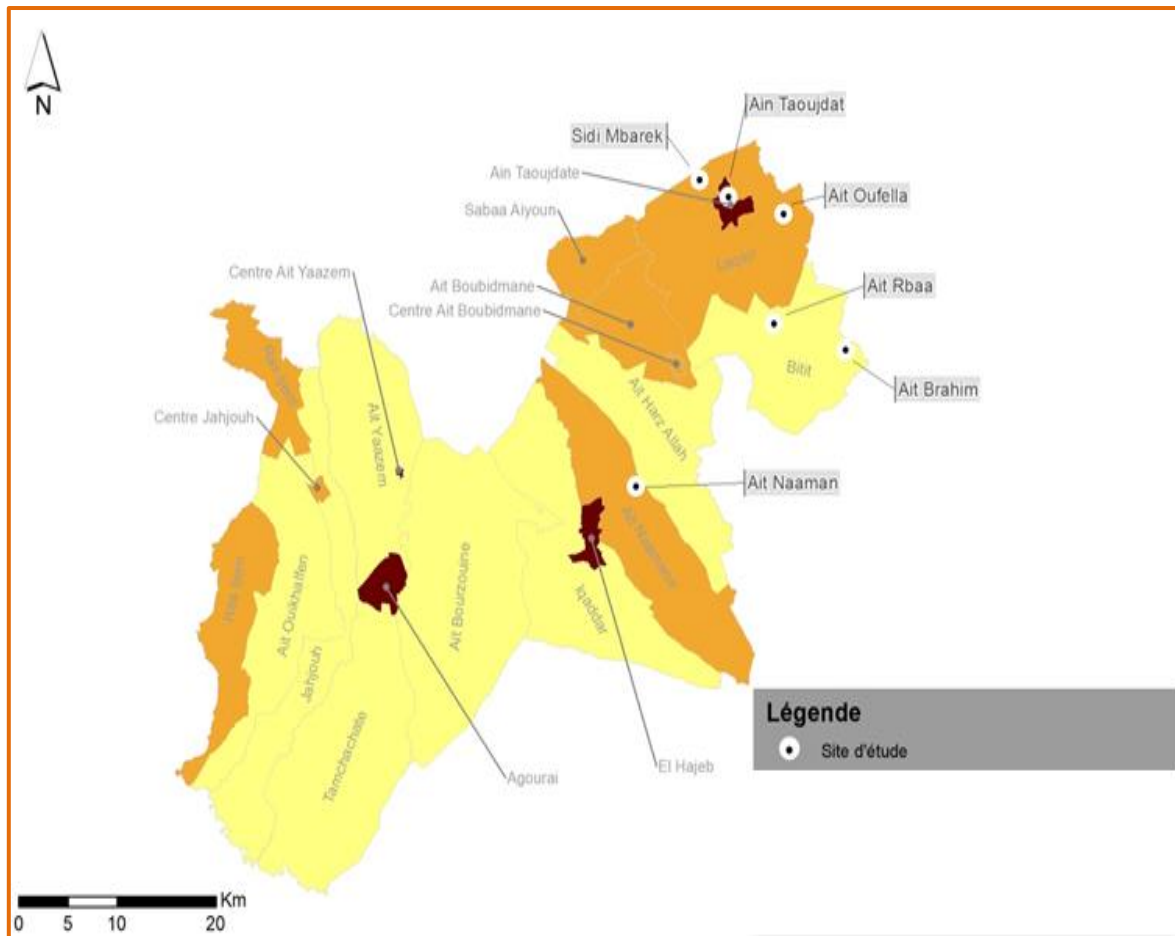 N
Ain Taoujdat
Sidi Mbarek
Ain Taoujdate
Ait Oufella
Sabaa Aiyoun
Centre Ait Yaazem
Ait Boubidmane
Ait Rbaa
Centre Ait Boubidmane
Bitit
Ait Brahim
Ait Harz Allah
Centre Jahjouh
Ait Yaazem
Ait Naaman
Ait Bourzouine
Iqaddar
Ait Ouikhalfen
Jahjouh
Tamchachate
Agourai
El Hajeb
Légende
Site d'étude
Km
0 5 10 20